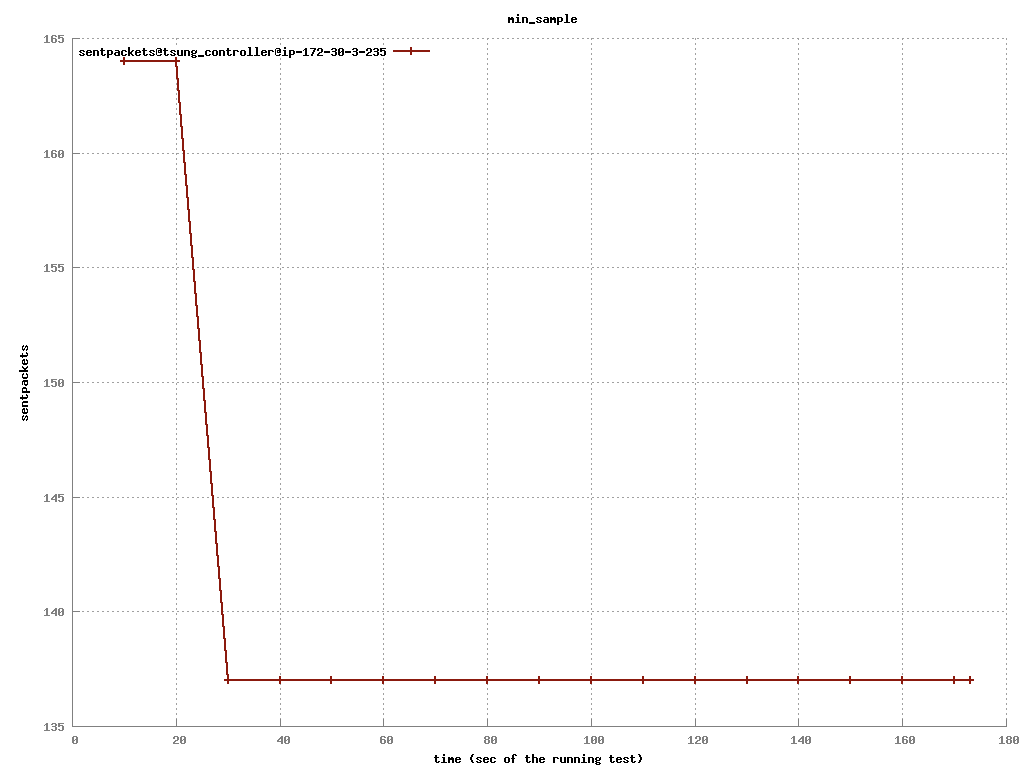 min_sample
sentpackets@tsung_controller@ip-172-30-3-235
165
160
155
150
145
140
135
sentpackets
0 20 40 60 80 100 120 140 160 180
time (sec of the running test)